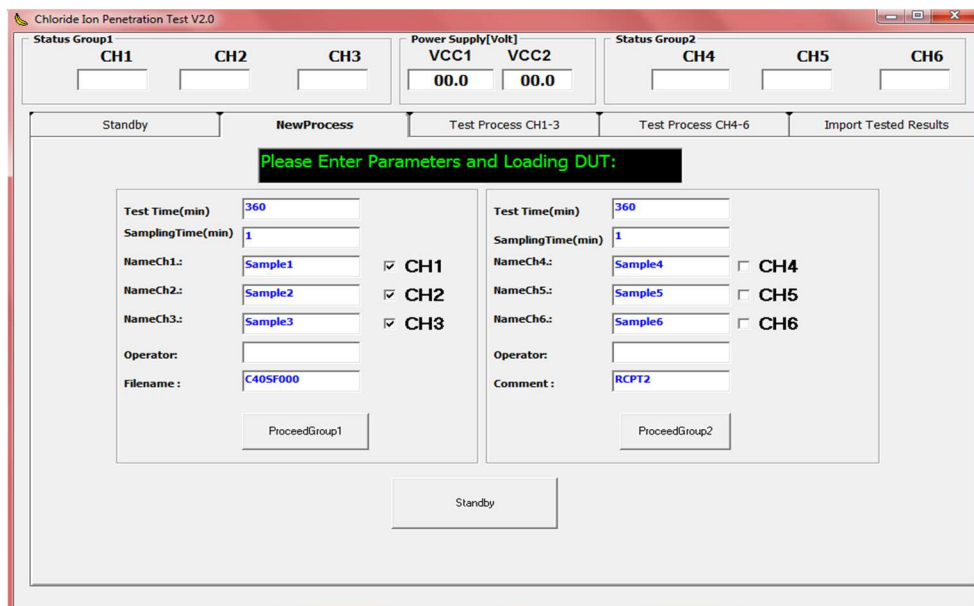 Chloride Ion Penetration Test V2.0
Status Group1
CH1 CH2 CH3
Power Supply[Volt]
VCC1 VCC2
00.0 00.0
Status Group2
CH4 CH5 CH6
Standby NewProcess Test Process CH1-3 Test Process CH4-6 Import Tested Results
Please Enter Parameters and Loading DUT:
Test Time(min) 360
SamplingTime(min) 1
NameCh1.: Sample1 CH1
NameCh2.: Sample2 CH2
NameCh3.: Sample3 CH3
Operator:
Filename : C40SF000
ProceedGroup1
Test Time(min) 360
SamplingTime(min) 1
NameCh4.: Sample4 CH4
NameCh5.: Sample5 CH5
NameCh6.: Sample6 CH6
Operator:
Comment : RCPT2
ProceedGroup2
Standby